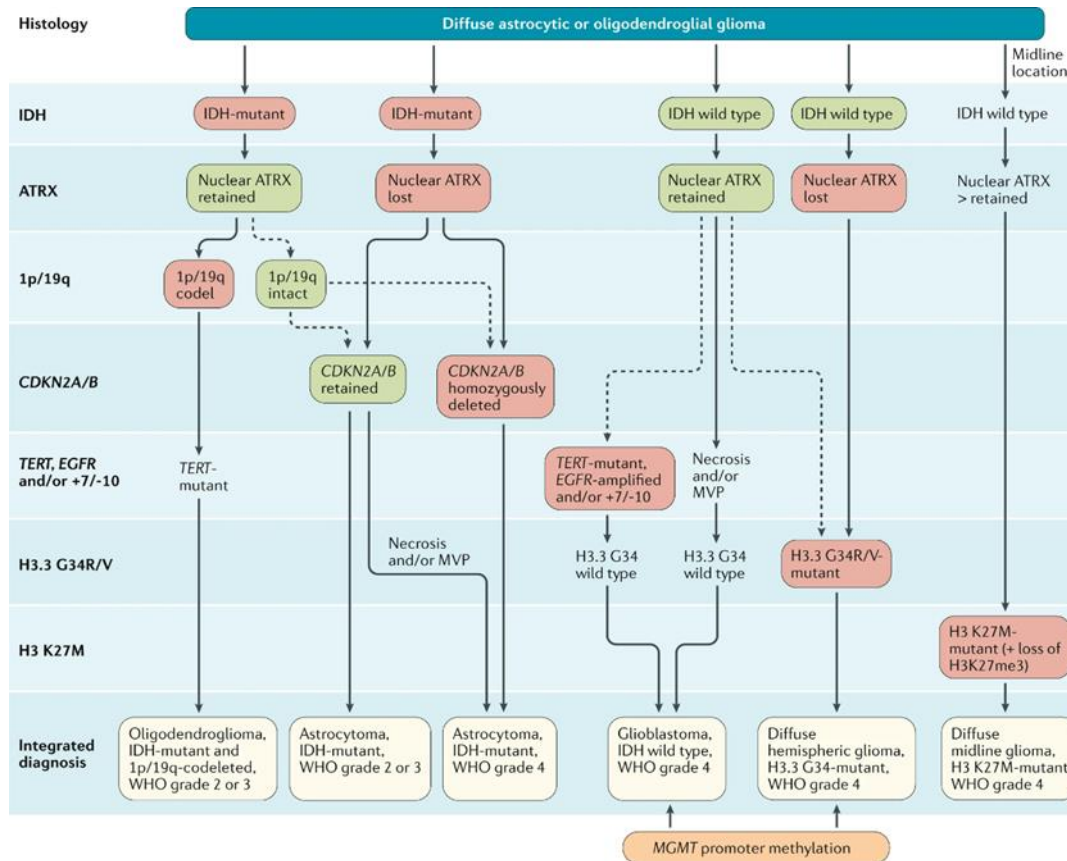 Histology
Diffuse astrocytic or oligodendroglial glioma
Midline
location
IDH
IDH-mutant
IDH-mutant
IDH wild type
IDH wild type
IDH wild type
ATRX
Nuclear ATRX
retained
Nuclear ATRX
lost
Nuclear ATRX
retained
Nuclear ATRX
lost
Nuclear ATRX
> retained
1p/19q
1p/19q
codel
1p/19q
intact
CDKN2A/B
CDKN2A/B
retained
CDKN2A/B
homozygously
deleted
TERT, EGFR
and/or +7/-10
TERT-
mutant
TERT-mutant,
EGFR-amplified
and/or +7/-10
Necrosis
and/or
MVP
H3.3 G34R/V
Necrosis
and/or MVP
H3.3 G34
wild type
H3.3 G34
wild type
H3.3 G34R/V-
mutant
H3 K27M
H3 K27M-
mutant (+ loss of
H3K27me3)
Integrated
diagnosis
Oligodendroglioma,
IDH-mutant and
1p/19q-codeleted,
WHO grade 2 or 3
Astrocytoma,
IDH-mutant,
WHO grade 2 or 3
Astrocytoma,
IDH-mutant,
WHO grade 4
Glioblastoma,
IDH wild type,
WHO grade 4
Diffuse
hemispheric glioma,
H3.3 G34-mutant,
WHO grade 4
Diffuse
midline glioma,
H3 K27M-mutant
WHO grade 4
MGMT promoter methylation